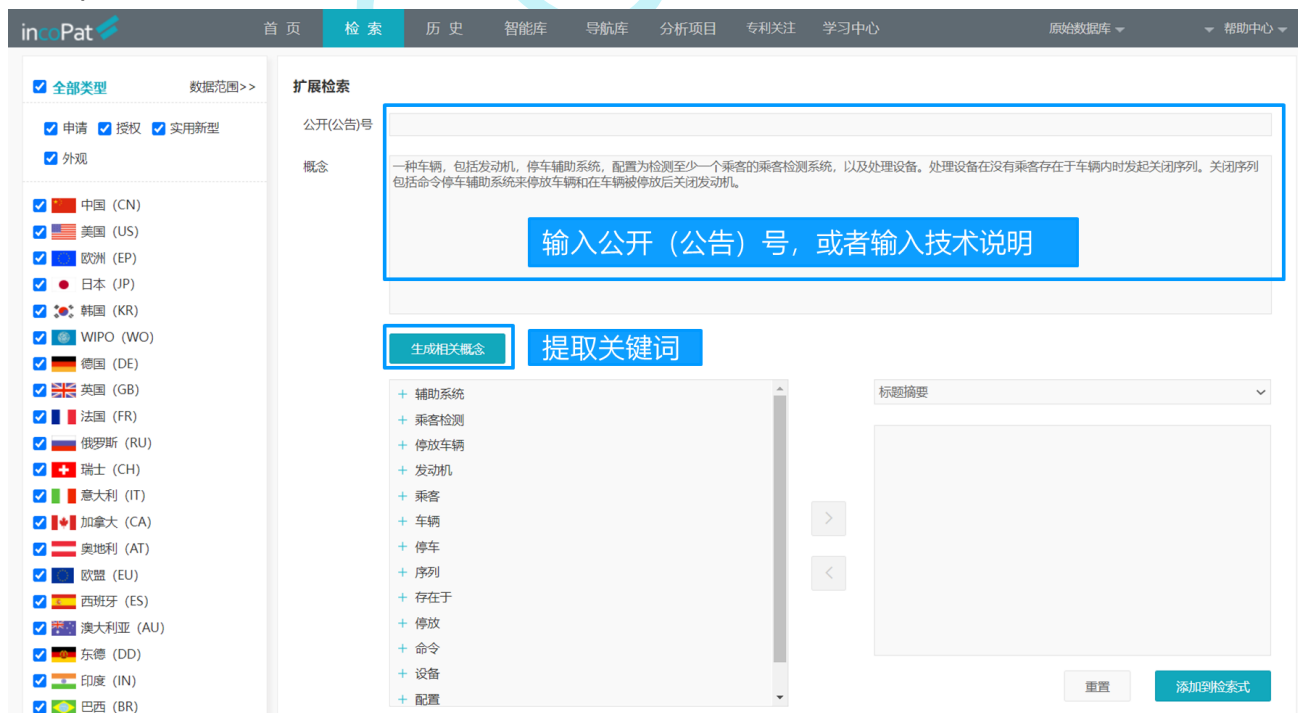 incoPat
首 页
检 索
历 史
智能库
导航库
分析项目
专利关注
学习中心
原始数据库
帮助中心
全部类型
数据范围>>
申请 授权 实用新型
外观
中国 (CN)
美国 (US)
欧洲 (EP)
日本 (JP)
韩国 (KR)
WIPO (WO)
德国 (DE)
英国 (GB)
法国 (FR)
俄罗斯 (RU)
瑞士 (CH)
意大利 (IT)
加拿大 (CA)
奥地利 (AT)
欧盟 (EU)
西班牙 (ES)
澳大利亚 (AU)
东德 (DD)
印度 (IN)
巴西 (BR)
扩展检索
公开(公告)号
概念
一种车辆，包括发动机，停车辅助系统，配置为检测至少一个乘客的乘客检测系统，以及处理设备。处理设备在没有乘客存在于车辆内时发起关闭序列。关闭序列
包括命令停车辅助系统来停放车辆和在车辆被停放后关闭发动机。
输入公开（公告）号，或者输入技术说明
生成相关概念
提取关键词
+ 辅助系统
+ 乘客检测
+ 停放车辆
+ 发动机
+ 乘客
+ 车辆
+ 停车
+ 序列
+ 存在于
+ 停放
+ 命令
+ 设备
+ 配置
>
<
标题摘要
重置
添加到检索式